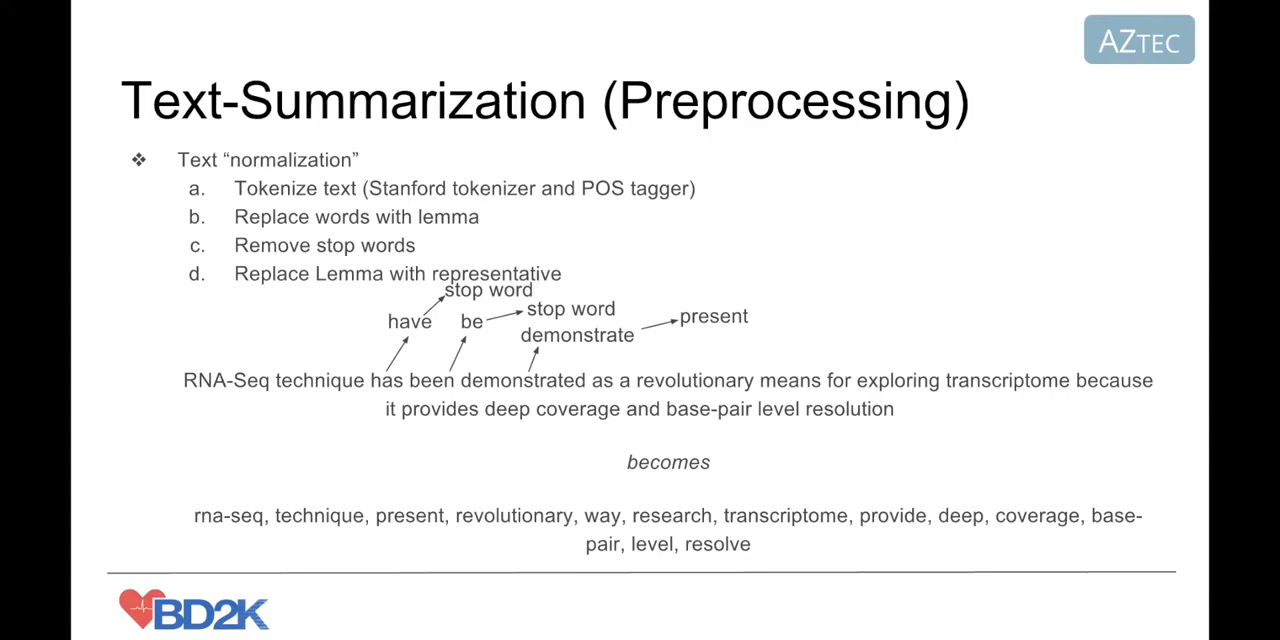 AZTEC
Text-Summarization (Preprocessing)
❖ Text “normalization”
a. Tokenize text (Stanford tokenizer and POS tagger)
b. Replace words with lemma
c. Remove stop words
d. Replace Lemma with representative
stop word
have be stop word present
demonstrate
RNA-Seq technique has been demonstrated as a revolutionary means for exploring transcriptome because
it provides deep coverage and base-pair level resolution
becomes
rna-seq, technique, present, revolutionary, way, research, transcriptome, provide, deep, coverage, base-
pair, level, resolve
BD2K